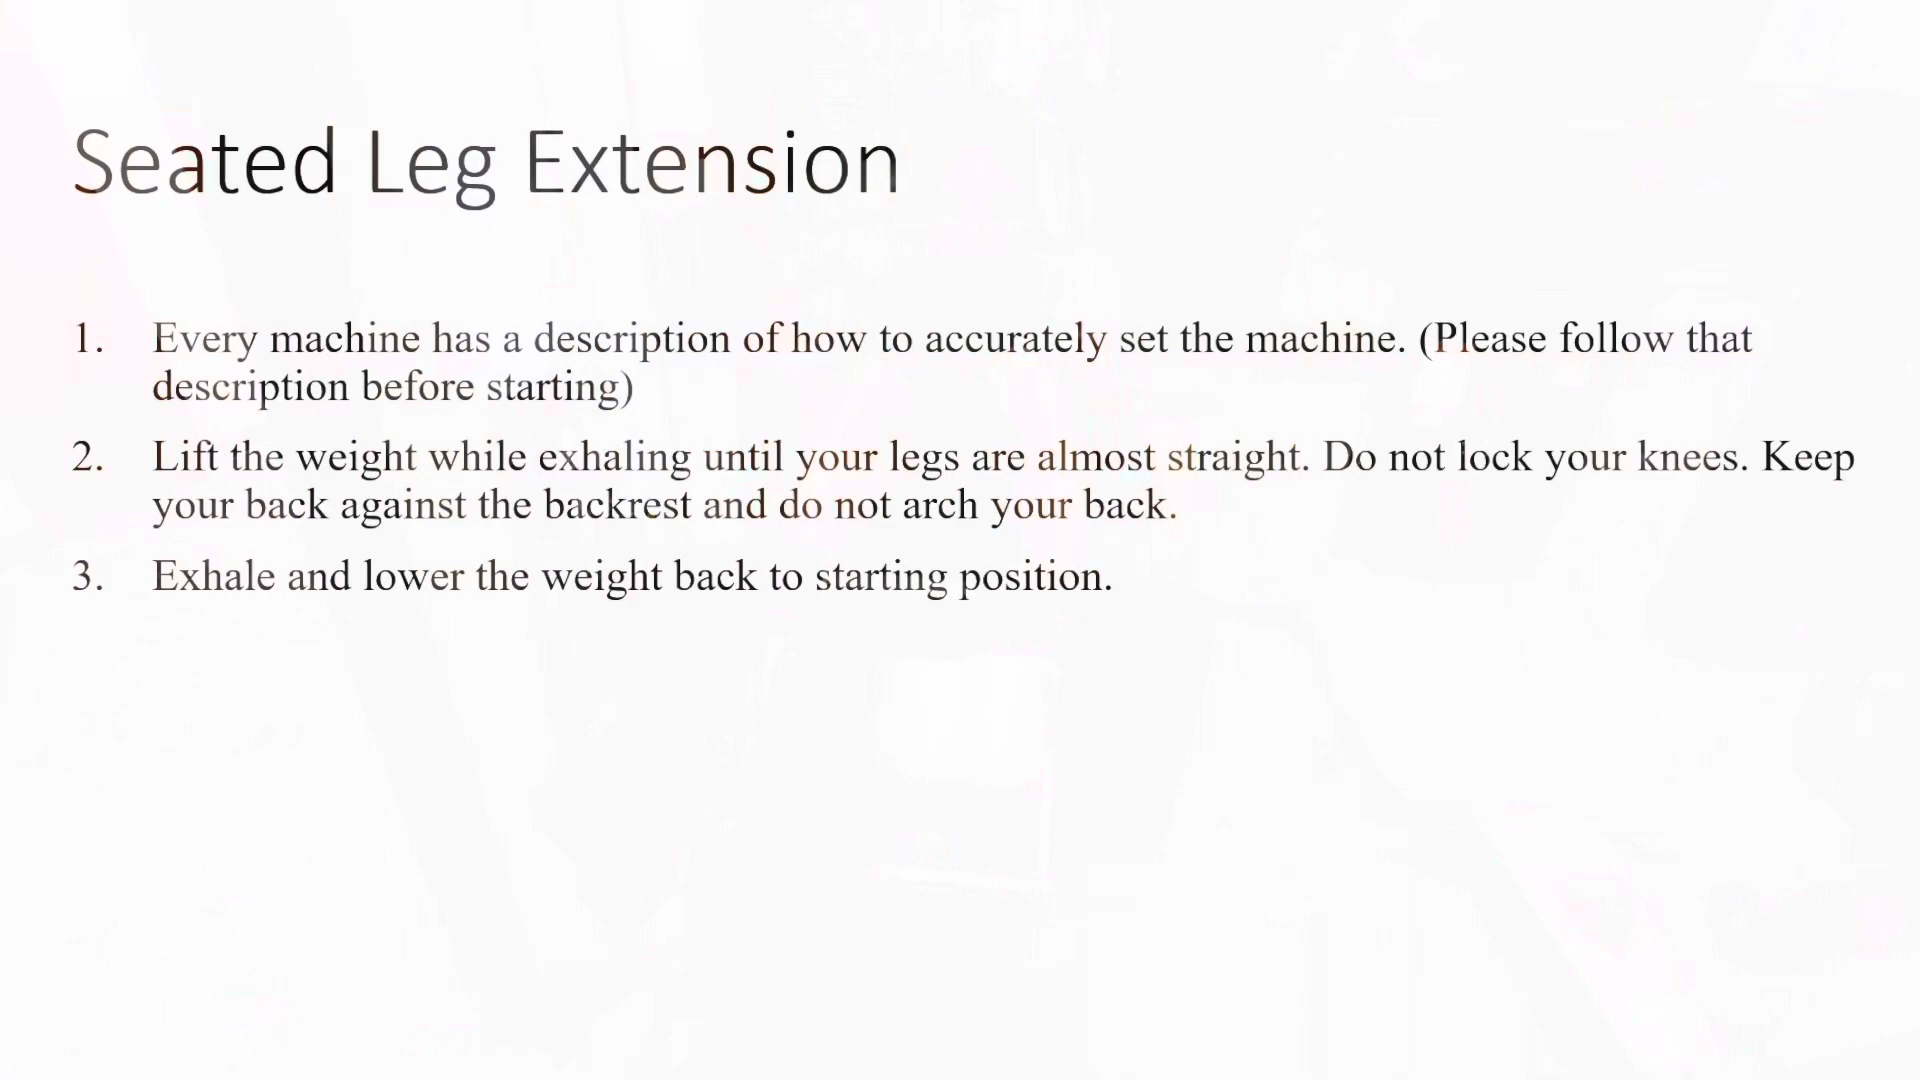 Seated Leg Extension
1. Every machine has a description of how to accurately set the machine. (Please follow that
description before starting)
2. Lift the weight while exhaling until your legs are almost straight. Do not lock your knees. Keep
your back against the backrest and do not arch your back.
3. Exhale and lower the weight back to starting position.